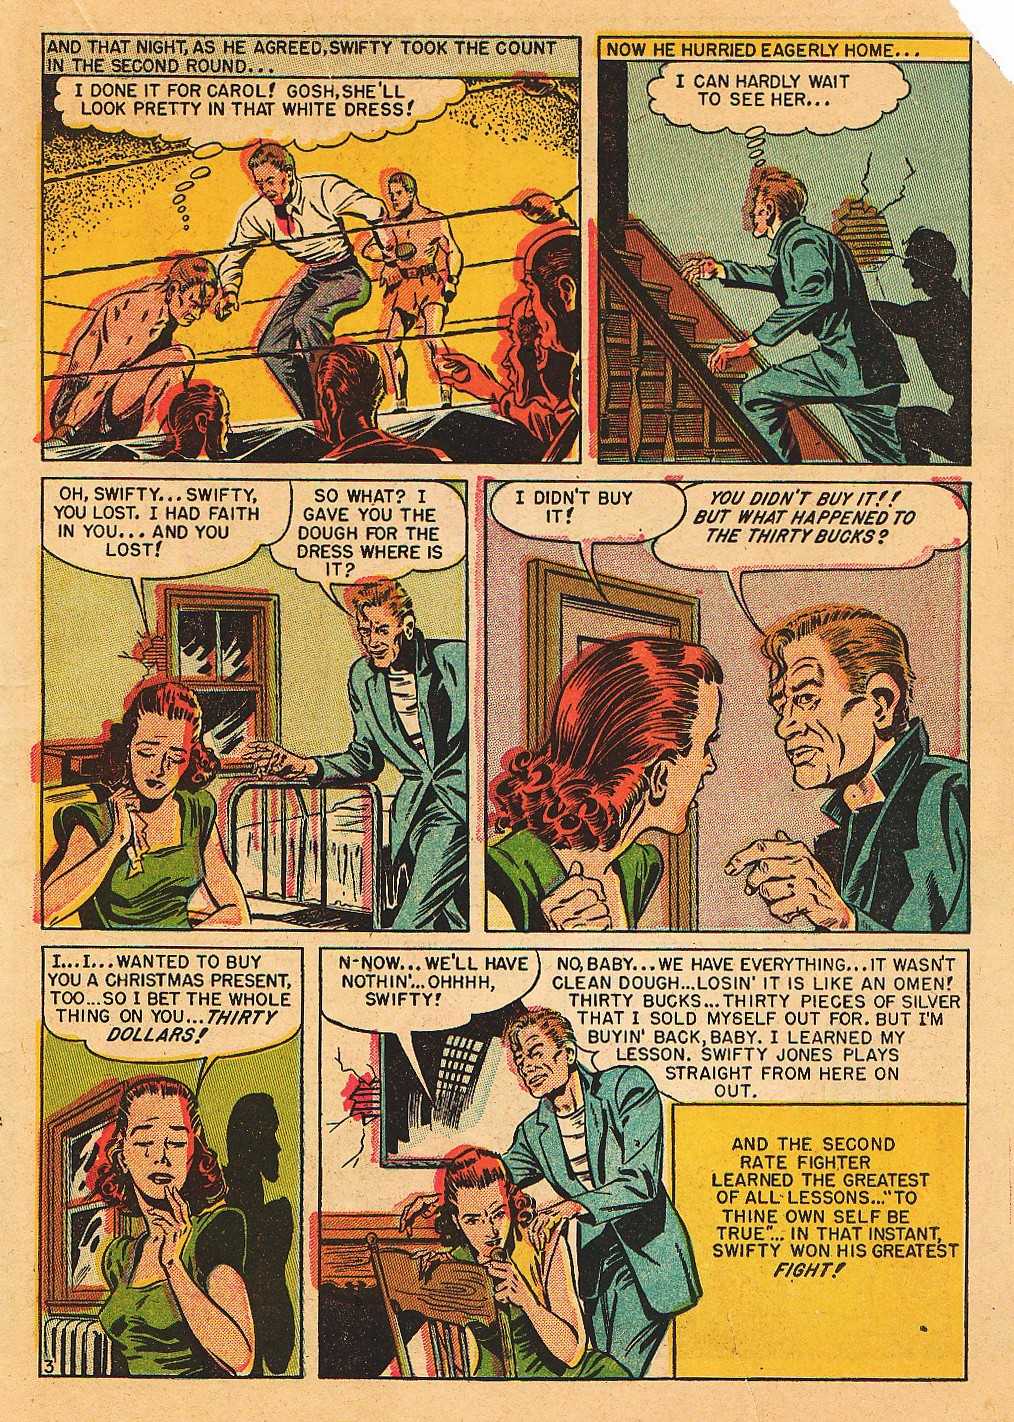 AND THAT NIGHT, AS HE AGREED, SWIFTY TOOK THE COUNT
IN THE SECOND ROUND...
I DONE IT FOR CAROL! GOSH, SHE'LL
LOOK PRETTY IN THAT WHITE DRESS!
NOW HE HURRIED EAGERLY HOME...
I CAN HARDLY WAIT
TO SEE HER...
OH, SWIFTY... SWIFTY,
YOU LOST. I HAD FAITH
IN YOU... AND YOU
LOST!
SO WHAT? I
GAVE YOU THE
DOUGH FOR THE
DRESS WHERE IS
IT?
I DIDN'T BUY
IT!
YOU DIDN'T BUY IT!!
BUT WHAT HAPPENED TO
THE THIRTY BUCKS?
I...I...WANTED TO BUY
YOU A CHRISTMAS PRESENT,
TOO...SO I BET THE WHOLE
THING ON YOU...THIRTY
DOLLARS!
N-NOW...WE'LL HAVE
NOTHIN'...OHHHH,
SWIFTY!
NO, BABY...WE HAVE EVERYTHING...IT WASN'T
CLEAN DOUGH...LOSIN' IT IS LIKE AN OMEN!
THIRTY BUCKS...THIRTY PIECES OF SILVER
THAT I SOLD MYSELF OUT FOR. BUT I'M
BUYIN' BACK, BABY. I LEARNED MY
LESSON. SWIFTY JONES PLAYS
STRAIGHT FROM HERE ON
OUT.
AND THE SECOND
RATE FIGHTER
LEARNED THE GREATEST
OF ALL LESSONS..."TO
THINE OWN SELF BE
TRUE"... IN THAT INSTANT,
SWIFTY WON HIS GREATEST
FIGHT!
3